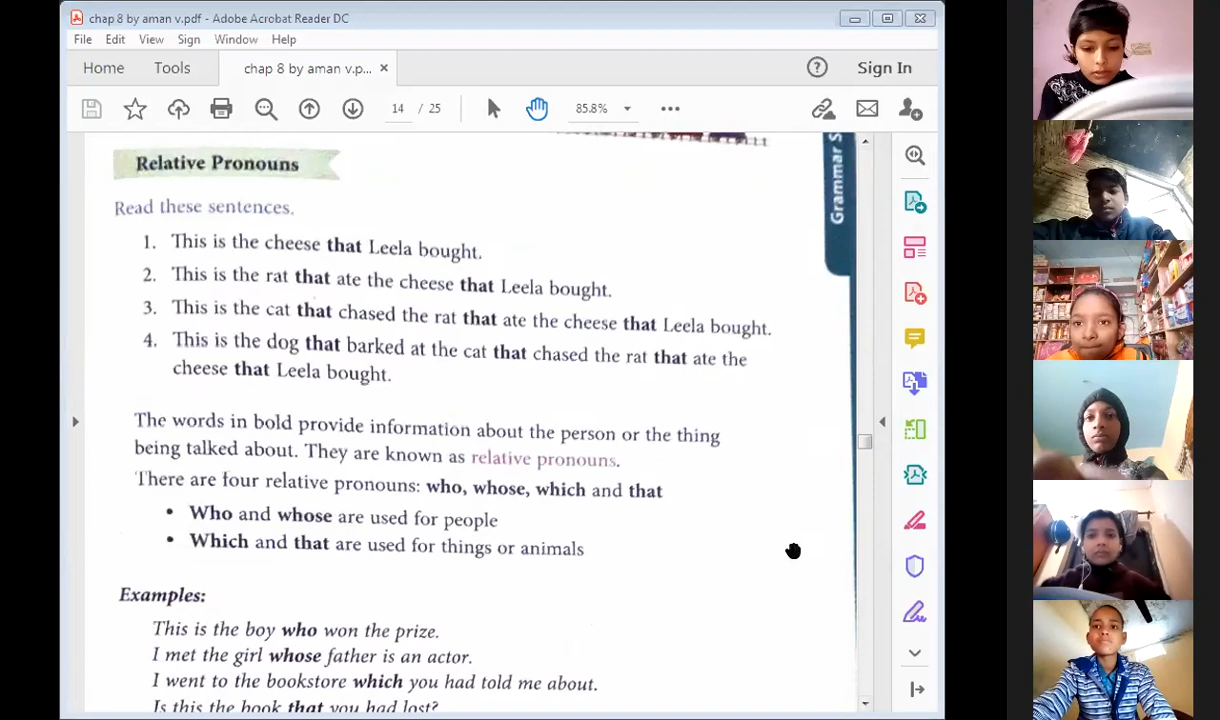 chap 8 by aman v.pdf - Adobe Acrobat Reader DC
File Edit View Sign Window Help
Home Tools chap 8 by aman v.p... × Sign In
14 / 25 85.8%
Relative Pronouns
Read these sentences.
1. This is the cheese that Leela bought.
2. This is the rat that ate the cheese that Leela bought.
3. This is the cat that chased the rat that ate the cheese that Leela bought.
4. This is the dog that barked at the cat that chased the rat that ate the
cheese that Leela bought.
The words in bold provide information about the person or the thing
being talked about. They are known as relative pronouns.
There are four relative pronouns: who, whose, which and that
• Who and whose are used for people
• Which and that are used for things or animals
Examples:
This is the boy who won the prize.
I met the girl whose father is an actor.
I went to the bookstore which you had told me about.
Is this the book that you had lost?
Grammar S